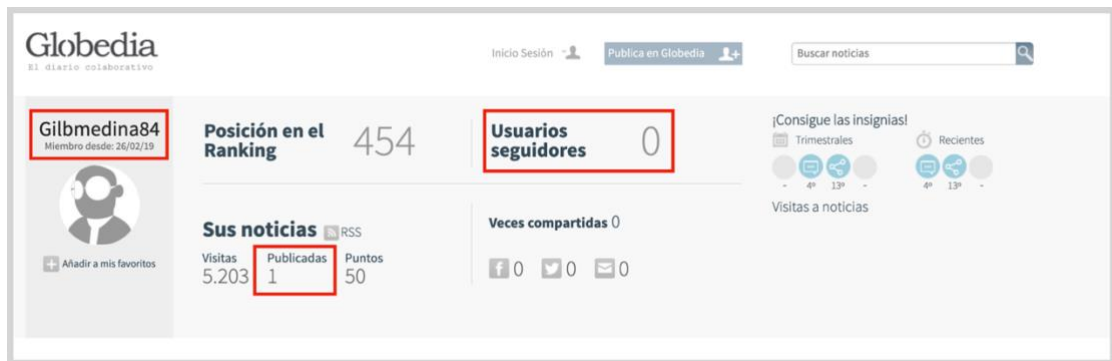 Globedia
El diario colaborativo
Inicio Sesión
Publica en Globedia
Buscar noticias
Gilbmedina84
Miembro desde: 26/02/19
Añadir a mis favoritos
Posición en el
Ranking
454
Usuarios
seguidores
0
Sus noticias RSS
Visitas Publicadas Puntos
5.203 1 50
Veces compartidas 0
f 0 0 0
¡Consigue las insignias!
Trimestrales Recientes
- 4º 13º - 4º 13º -
Visitas a noticias